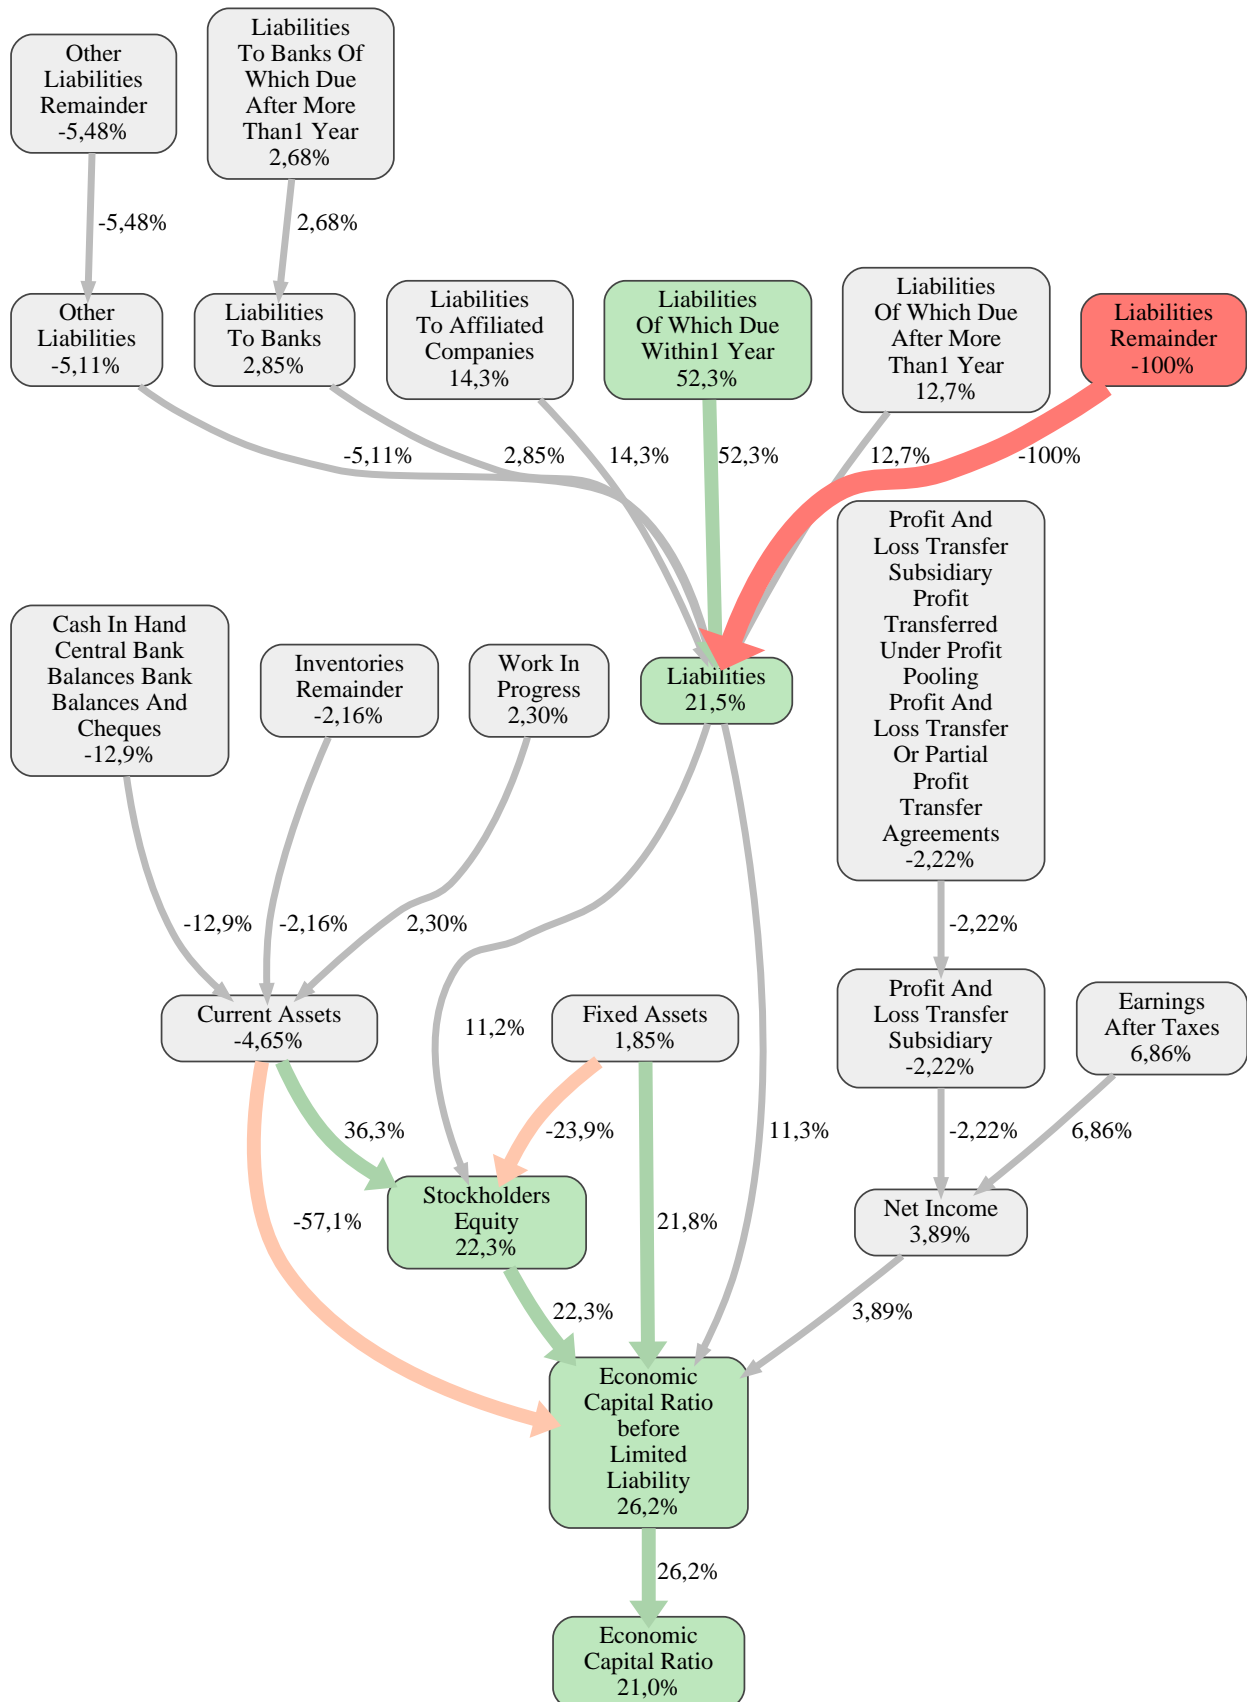 Other
Liabilities
Remainder
-5,48%
Liabilities
To Banks Of
Which Due
After More
Than1 Year
2,68%
-5,48%
2,68%
Other
Liabilities
-5,11%
Liabilities
To Banks
2,85%
Liabilities
To Affiliated
Companies
14,3%
Liabilities
Of Which Due
Within1 Year
52,3%
Liabilities
Of Which Due
After More
Than1 Year
12,7%
Liabilities
Remainder
-100%
-5,11%
2,85%
14,3%
52,3%
12,7%
-100%
Profit And
Loss Transfer
Subsidiary
Profit
Transferred
Under Profit
Pooling
Profit And
Loss Transfer
Or Partial
Profit
Transfer
Agreements
-2,22%
Cash In Hand
Central Bank
Balances Bank
Balances And
Cheques
-12,9%
Inventories
Remainder
-2,16%
Work In
Progress
2,30%
Liabilities
21,5%
-12,9%
-2,16%
2,30%
-2,22%
Current Assets
-4,65%
11,2%
Fixed Assets
1,85%
Profit And
Loss Transfer
Subsidiary
-2,22%
Earnings
After Taxes
6,86%
36,3%
-23,9%
11,3%
-2,22%
6,86%
-57,1%
Stockholders
Equity
22,3%
21,8%
Net Income
3,89%
22,3%
3,89%
Economic
Capital Ratio
before
Limited
Liability
26,2%
26,2%
Economic
Capital Ratio
21,0%